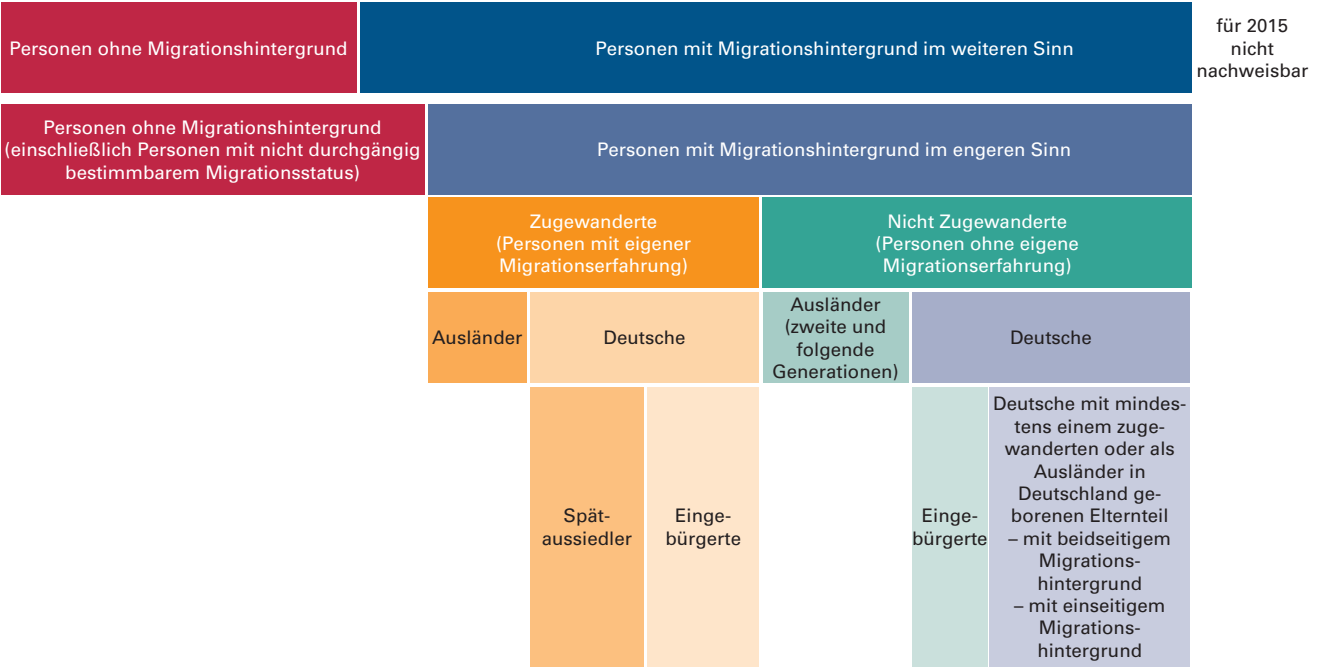 Personen ohne Migrationshintergrund
Personen mit Migrationshintergrund im weiteren Sinn
für 2015
nicht
nachweisbar
Personen ohne Migrationshintergrund
(einschließlich Personen mit nicht durchgängig
bestimmbarem Migrationsstatus)
Personen mit Migrationshintergrund im engeren Sinn
Zugewanderte
(Personen mit eigener
Migrationserfahrung)
Nicht Zugewanderte
(Personen ohne eigene
Migrationserfahrung)
Ausländer
Deutsche
Ausländer
(zweite und
folgende
Generationen)
Deutsche
Spät-
aussiedler
Einge-
bürgerte
Einge-
bürgerte
Deutsche mit mindes-
tens einem zuge-
wanderten oder als
Ausländer in
Deutschland ge-
borenen Elternteil
– mit beidseitigem
Migrations-
hintergrund
– mit einseitigem
Migrations-
hintergrund